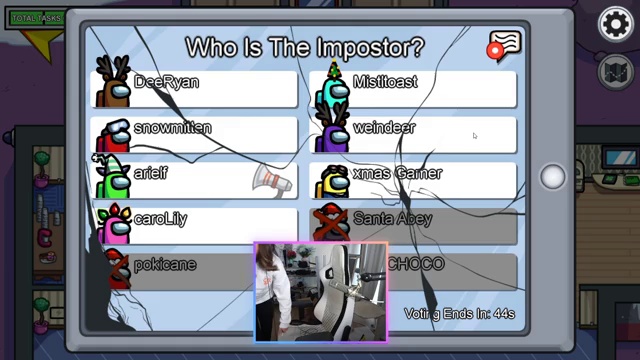 TOTAL TASKS
Who Is The Impostor?
DeeRyan
Mistitoast
snowmitten
weindeer
arielf
xmas Gamer
caroLily
Santa Abey
pokicane
CHOCO
Voting Ends In: 44s